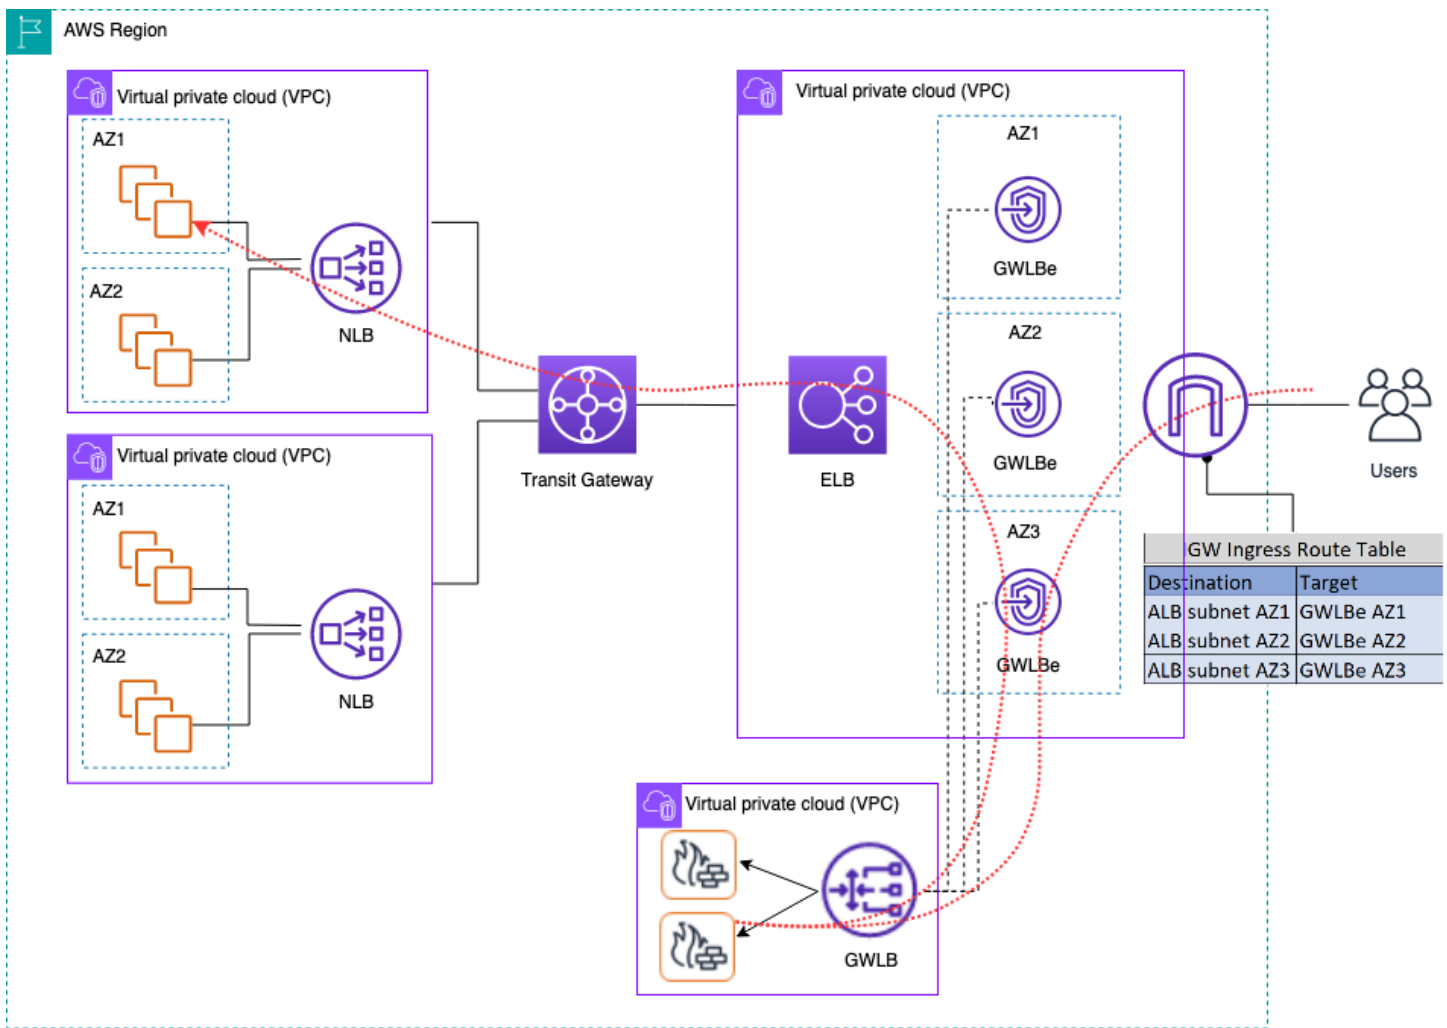 AWS Region
Virtual private cloud (VPC)
AZ1
AZ2
NLB
Virtual private cloud (VPC)
AZ1
AZ2
NLB
Transit Gateway
Virtual private cloud (VPC)
ELB
AZ1
GWLBe
AZ2
GWLBe
AZ3
GWLBe
Users
IGW Ingress Route Table
Destination Target
ALB subnet AZ1 GWLBe AZ1
ALB subnet AZ2 GWLBe AZ2
ALB subnet AZ3 GWLBe AZ3
Virtual private cloud (VPC)
GWLB